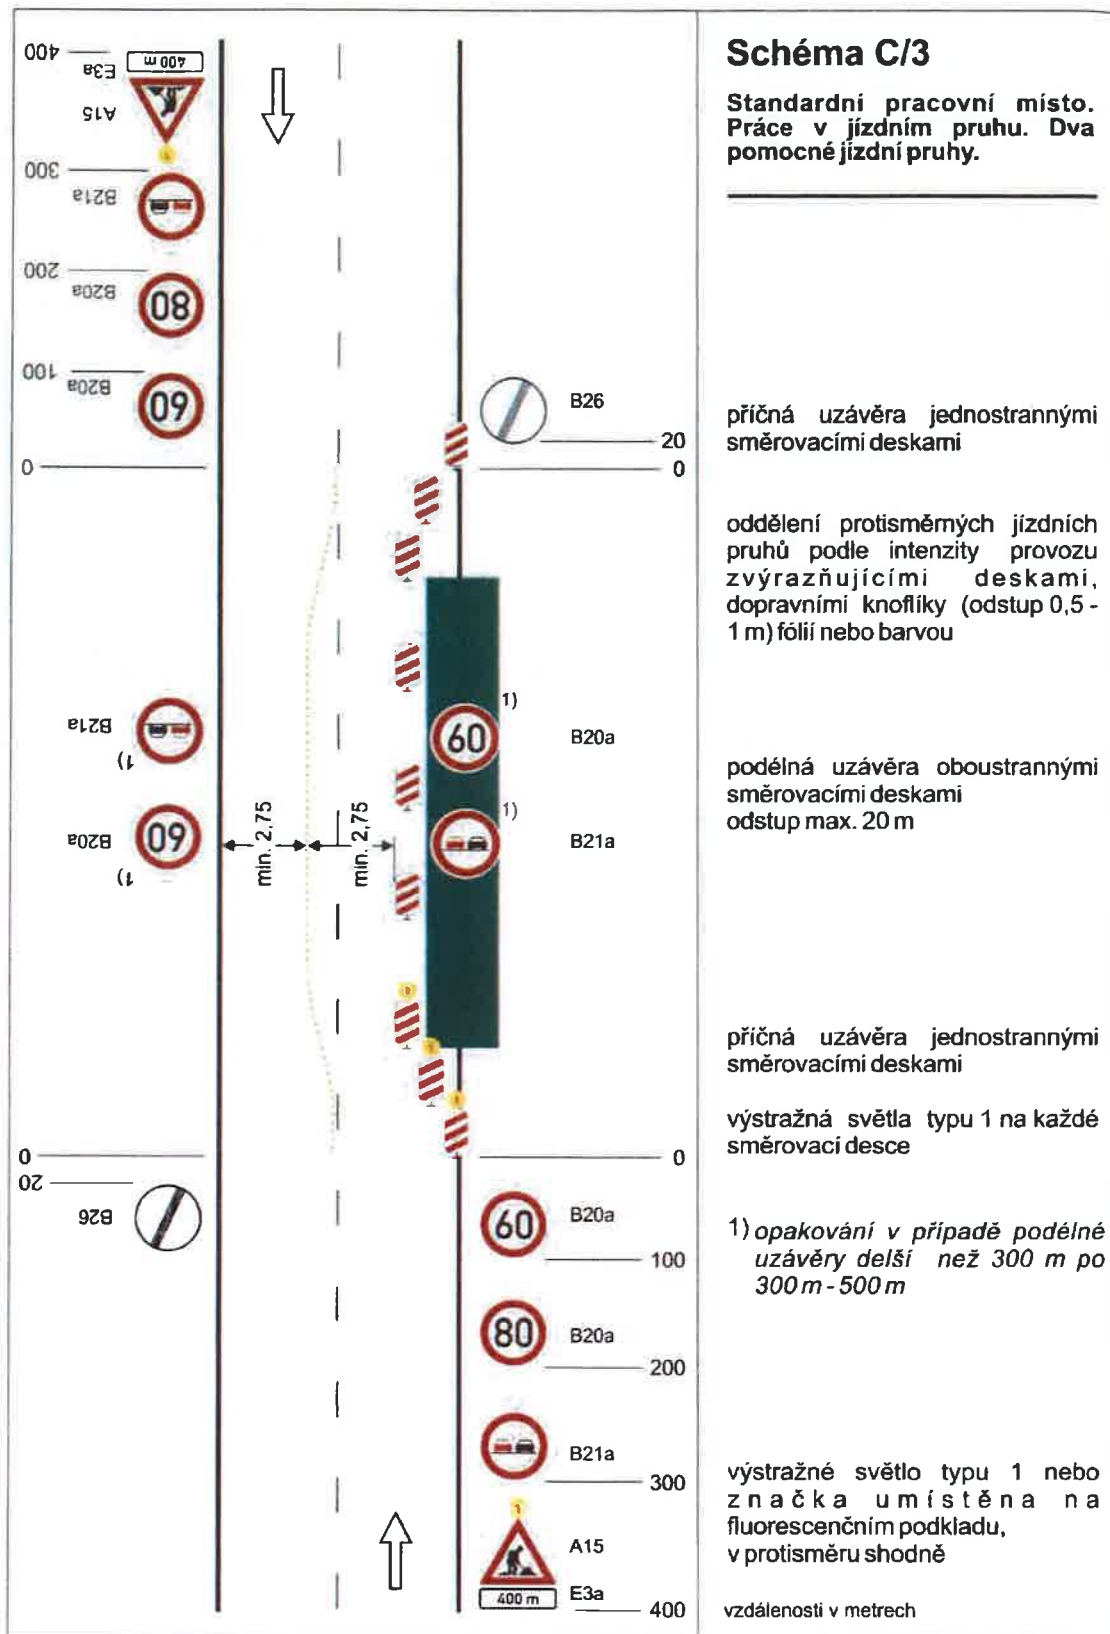 Schéma C/3
Standardní pracovní místo.
Práce v jízdním pruhu. Dva
pomocné jízdní pruhy.
400
E3a
400 m
A15
1
300
B21a
200
B20a
80
100
B20a
60
0
B26
20
0
příčná uzávěra jednostrannými
směrovacími deskami
oddělení protisměrných jízdních
pruhů podle intenzity provozu
zvýrazňujícími deskami,
dopravními knoflíky (odstup 0,5 -
1 m) fólií nebo barvou
B21a
1)
60
1)
B20a
podélná uzávěra oboustrannými
směrovacími deskami
odstup max. 20 m
B20a
60
1)
min. 2,75
min. 2,75
1)
B21a
příčná uzávěra jednostrannými
směrovacími deskami
výstražná světla typu 1 na každé
směrovací desce
0
20
B26
0
60
B20a
100
1) opakování v případě podélné
uzávěry delší než 300 m po
300 m - 500 m
80
B20a
200
B21a
300
1
A15
400 m
E3a
400
výstražné světlo typu 1 nebo
značka umístěna na
fluorescenčním podkladu,
v protisměru shodně
vzdálenosti v metrech